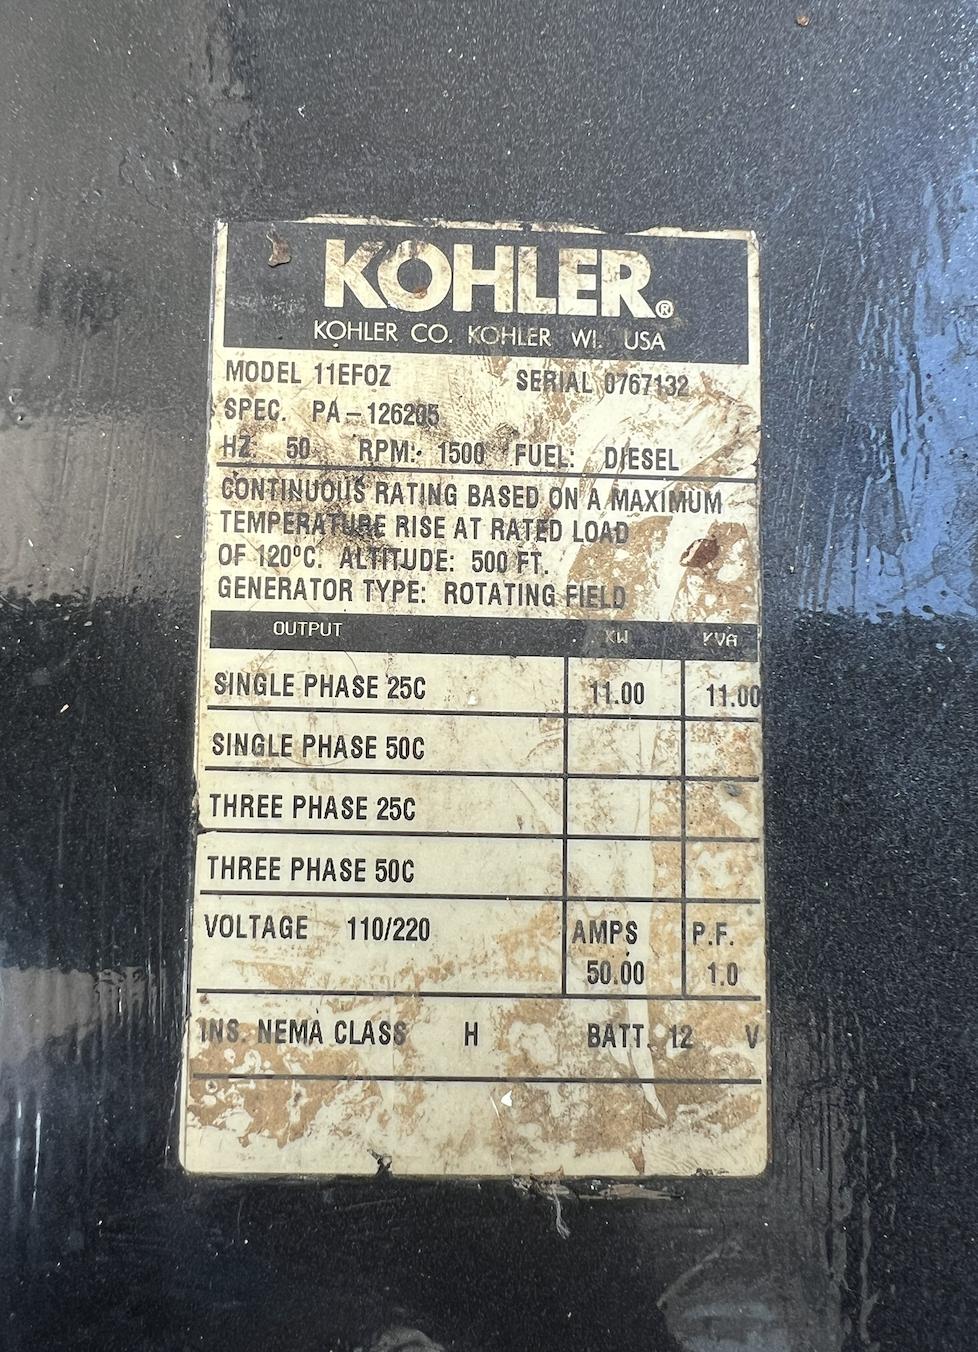 KOHLER®
KOHLER CO. KOHLER WI. USA
MODEL 11EFOZ SERIAL 0767132
SPEC. PA-126205
HZ: 50 RPM: 1500 FUEL: DIESEL
CONTINUOUS RATING BASED ON A MAXIMUM
TEMPERATURE RISE AT RATED LOAD
OF 120ºC. ALTITUDE: 500 FT.
GENERATOR TYPE: ROTATING FIELD
OUTPUT KW KVA
SINGLE PHASE 25C 11.00 11.00
SINGLE PHASE 50C
THREE PHASE 25C
THREE PHASE 50C
VOLTAGE 110/220 AMPS P.F.
50.00 1.0
INS. NEMA CLASS H BATT. 12 V